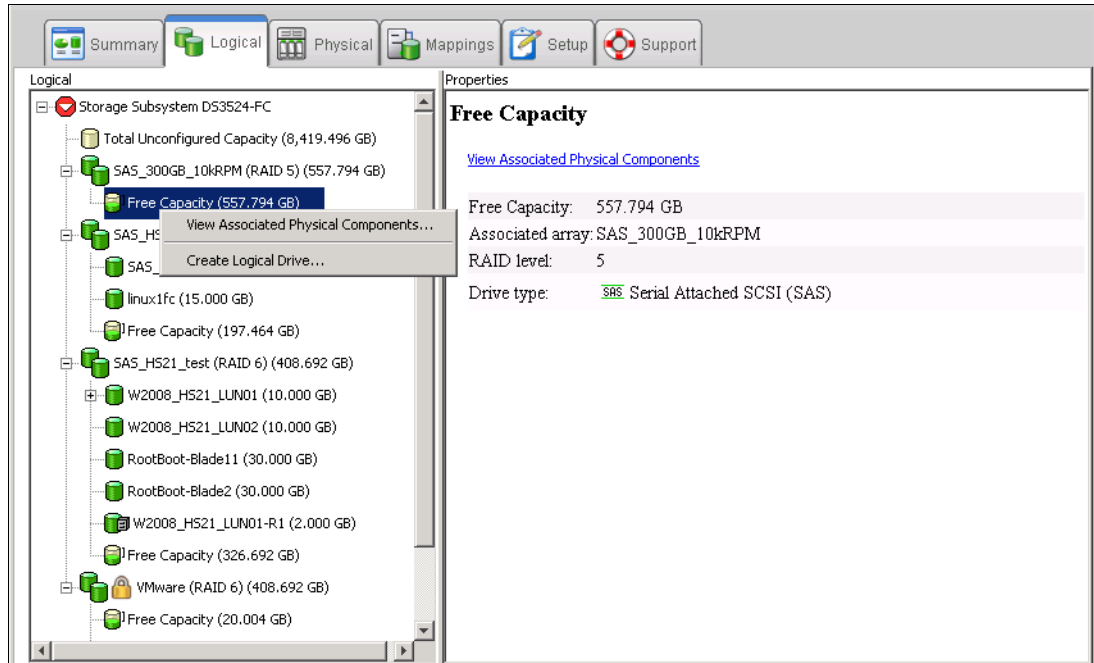 Summary Logical Physical Mappings Setup Support
Logical
Storage Subsystem DS3524-FC
Total Unconfigured Capacity (8,419.496 GB)
SAS_300GB_10kRPM (RAID 5) (557.794 GB)
Free Capacity (557.794 GB)
View Associated Physical Components...
Create Logical Drive...
SAS_HS
SAS_
linux1fc (15.000 GB)
Free Capacity (197.464 GB)
SAS_HS21_test (RAID 6) (408.692 GB)
W2008_HS21_LUN01 (10.000 GB)
W2008_HS21_LUN02 (10.000 GB)
RootBoot-Blade11 (30.000 GB)
RootBoot-Blade2 (30.000 GB)
W2008_HS21_LUN01-R1 (2.000 GB)
Free Capacity (326.692 GB)
VMware (RAID 6) (408.692 GB)
Free Capacity (20.004 GB)
Properties
Free Capacity
View Associated Physical Components
Free Capacity: 557.794 GB
Associated array: SAS_300GB_10kRPM
RAID level: 5
Drive type: SAS Serial Attached SCSI (SAS)